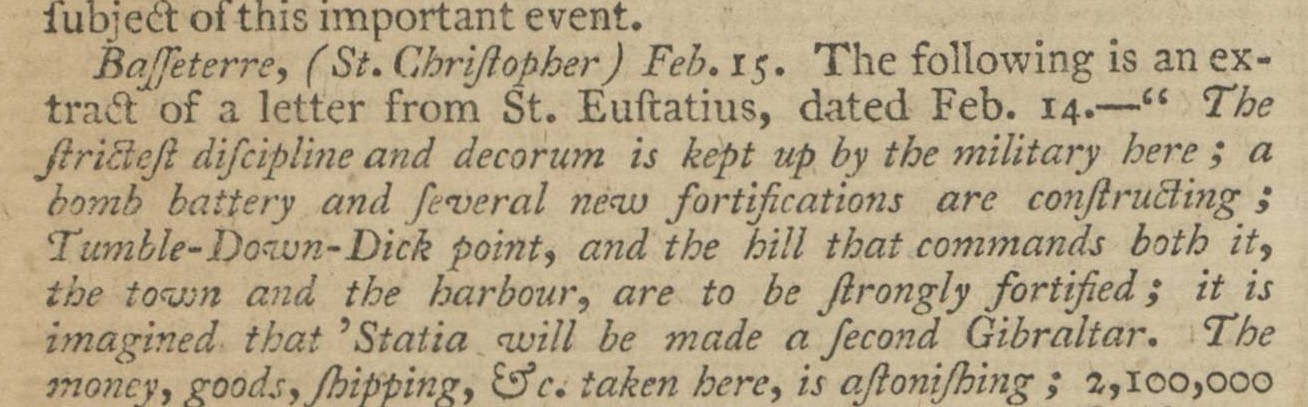 ſubject of this important event.
Baſſeterre, (St. Chriſtopher) Feb. 15. The following is an ex-
tract of a letter from St. Euſtatius, dated Feb. 14.—“ The
ſtricteſt diſcipline and decorum is kept up by the military here; a
bomb battery and ſeveral new fortifications are conſtructing;
Tumble-Down-Dick point, and the hill that commands both it,
the town and the harbour, are to be ſtrongly fortified; it is
imagined that ’Statia will be made a ſecond Gibraltar. The
money, goods, ſhipping, &c. taken here, is aſtoniſhing; 2,100,000